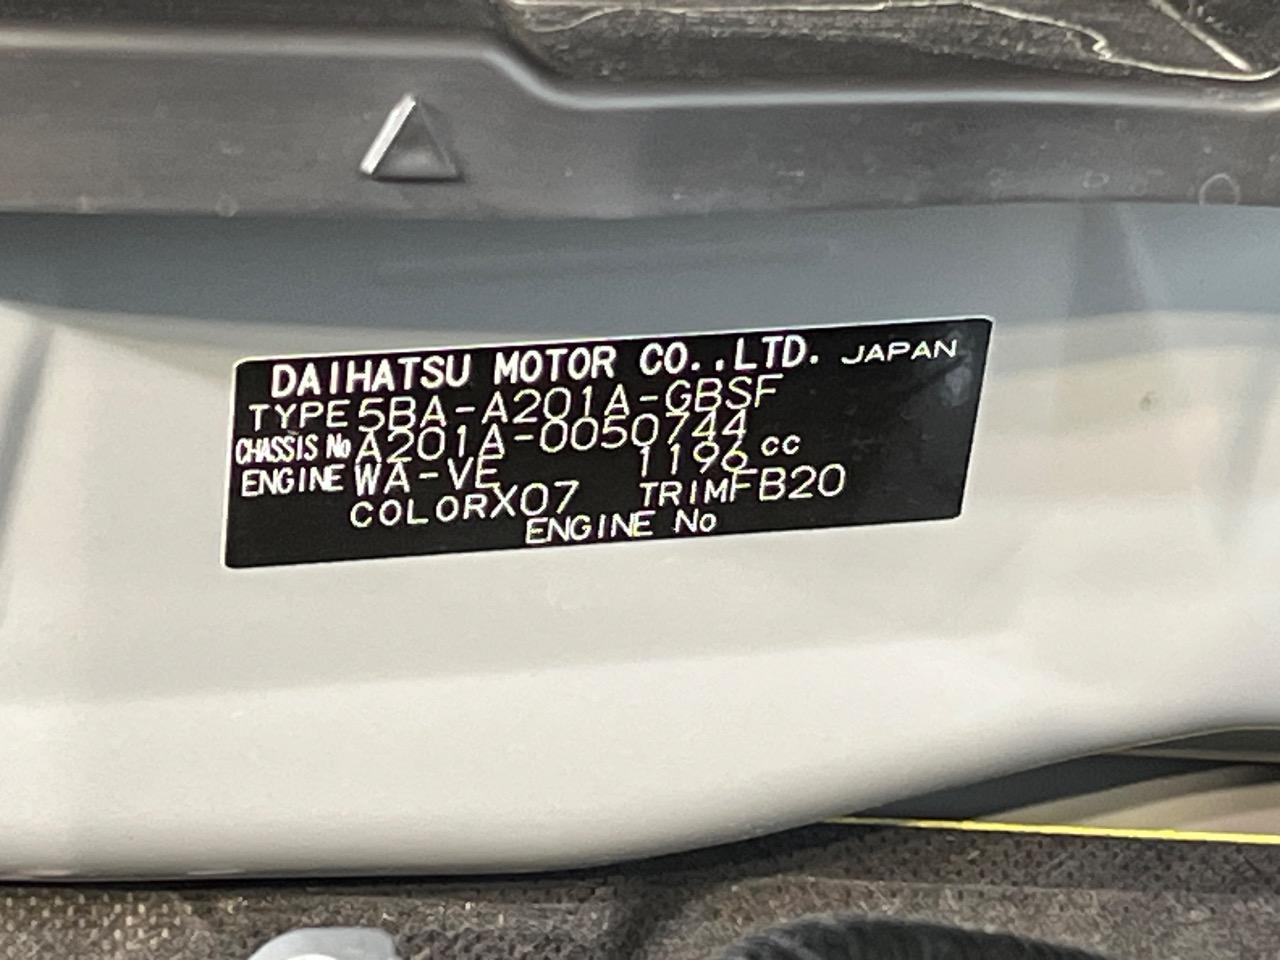 DAIHATSU MOTOR CO.,LTD. JAPAN
TYPE 5BA-A201A-GBSF
CHASSIS No A201A-0050744
ENGINE WA-VE 1196 cc
COLOR X07 TRIM FB20
ENGINE No